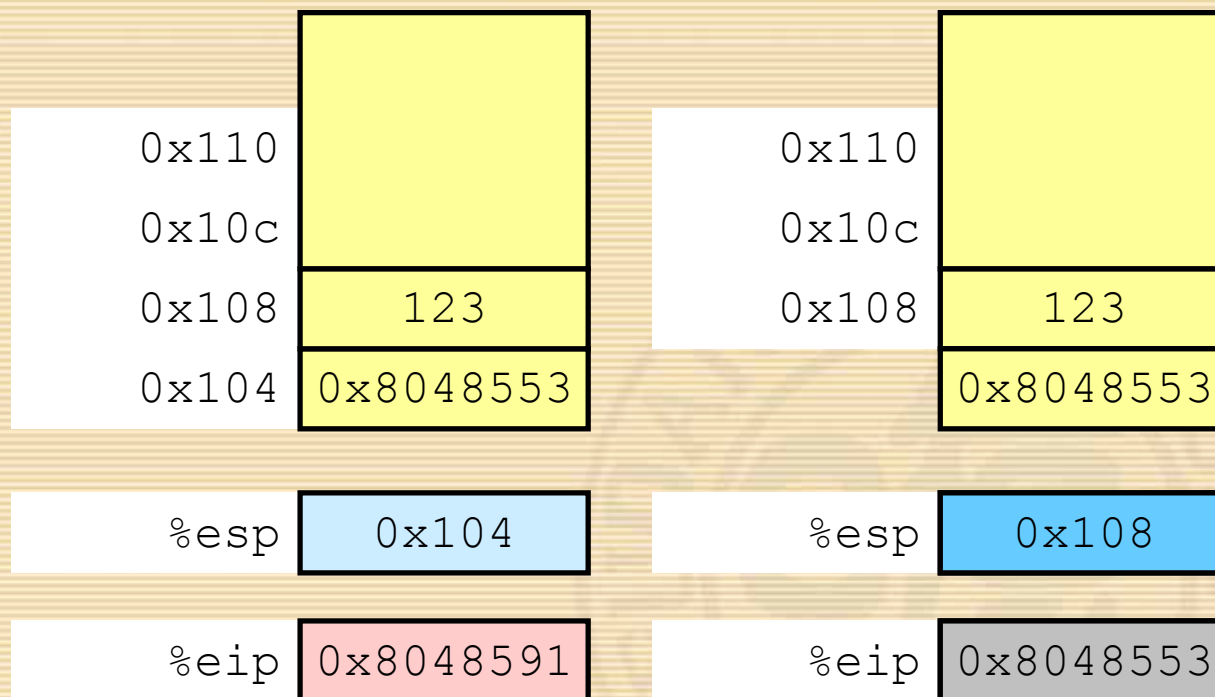 0x110 0x110
0x10c 0x10c
0x108 123 0x108 123
0x104 0x8048553 0x8048553
%esp 0x104 %esp 0x108
%eip 0x8048591 %eip 0x8048553